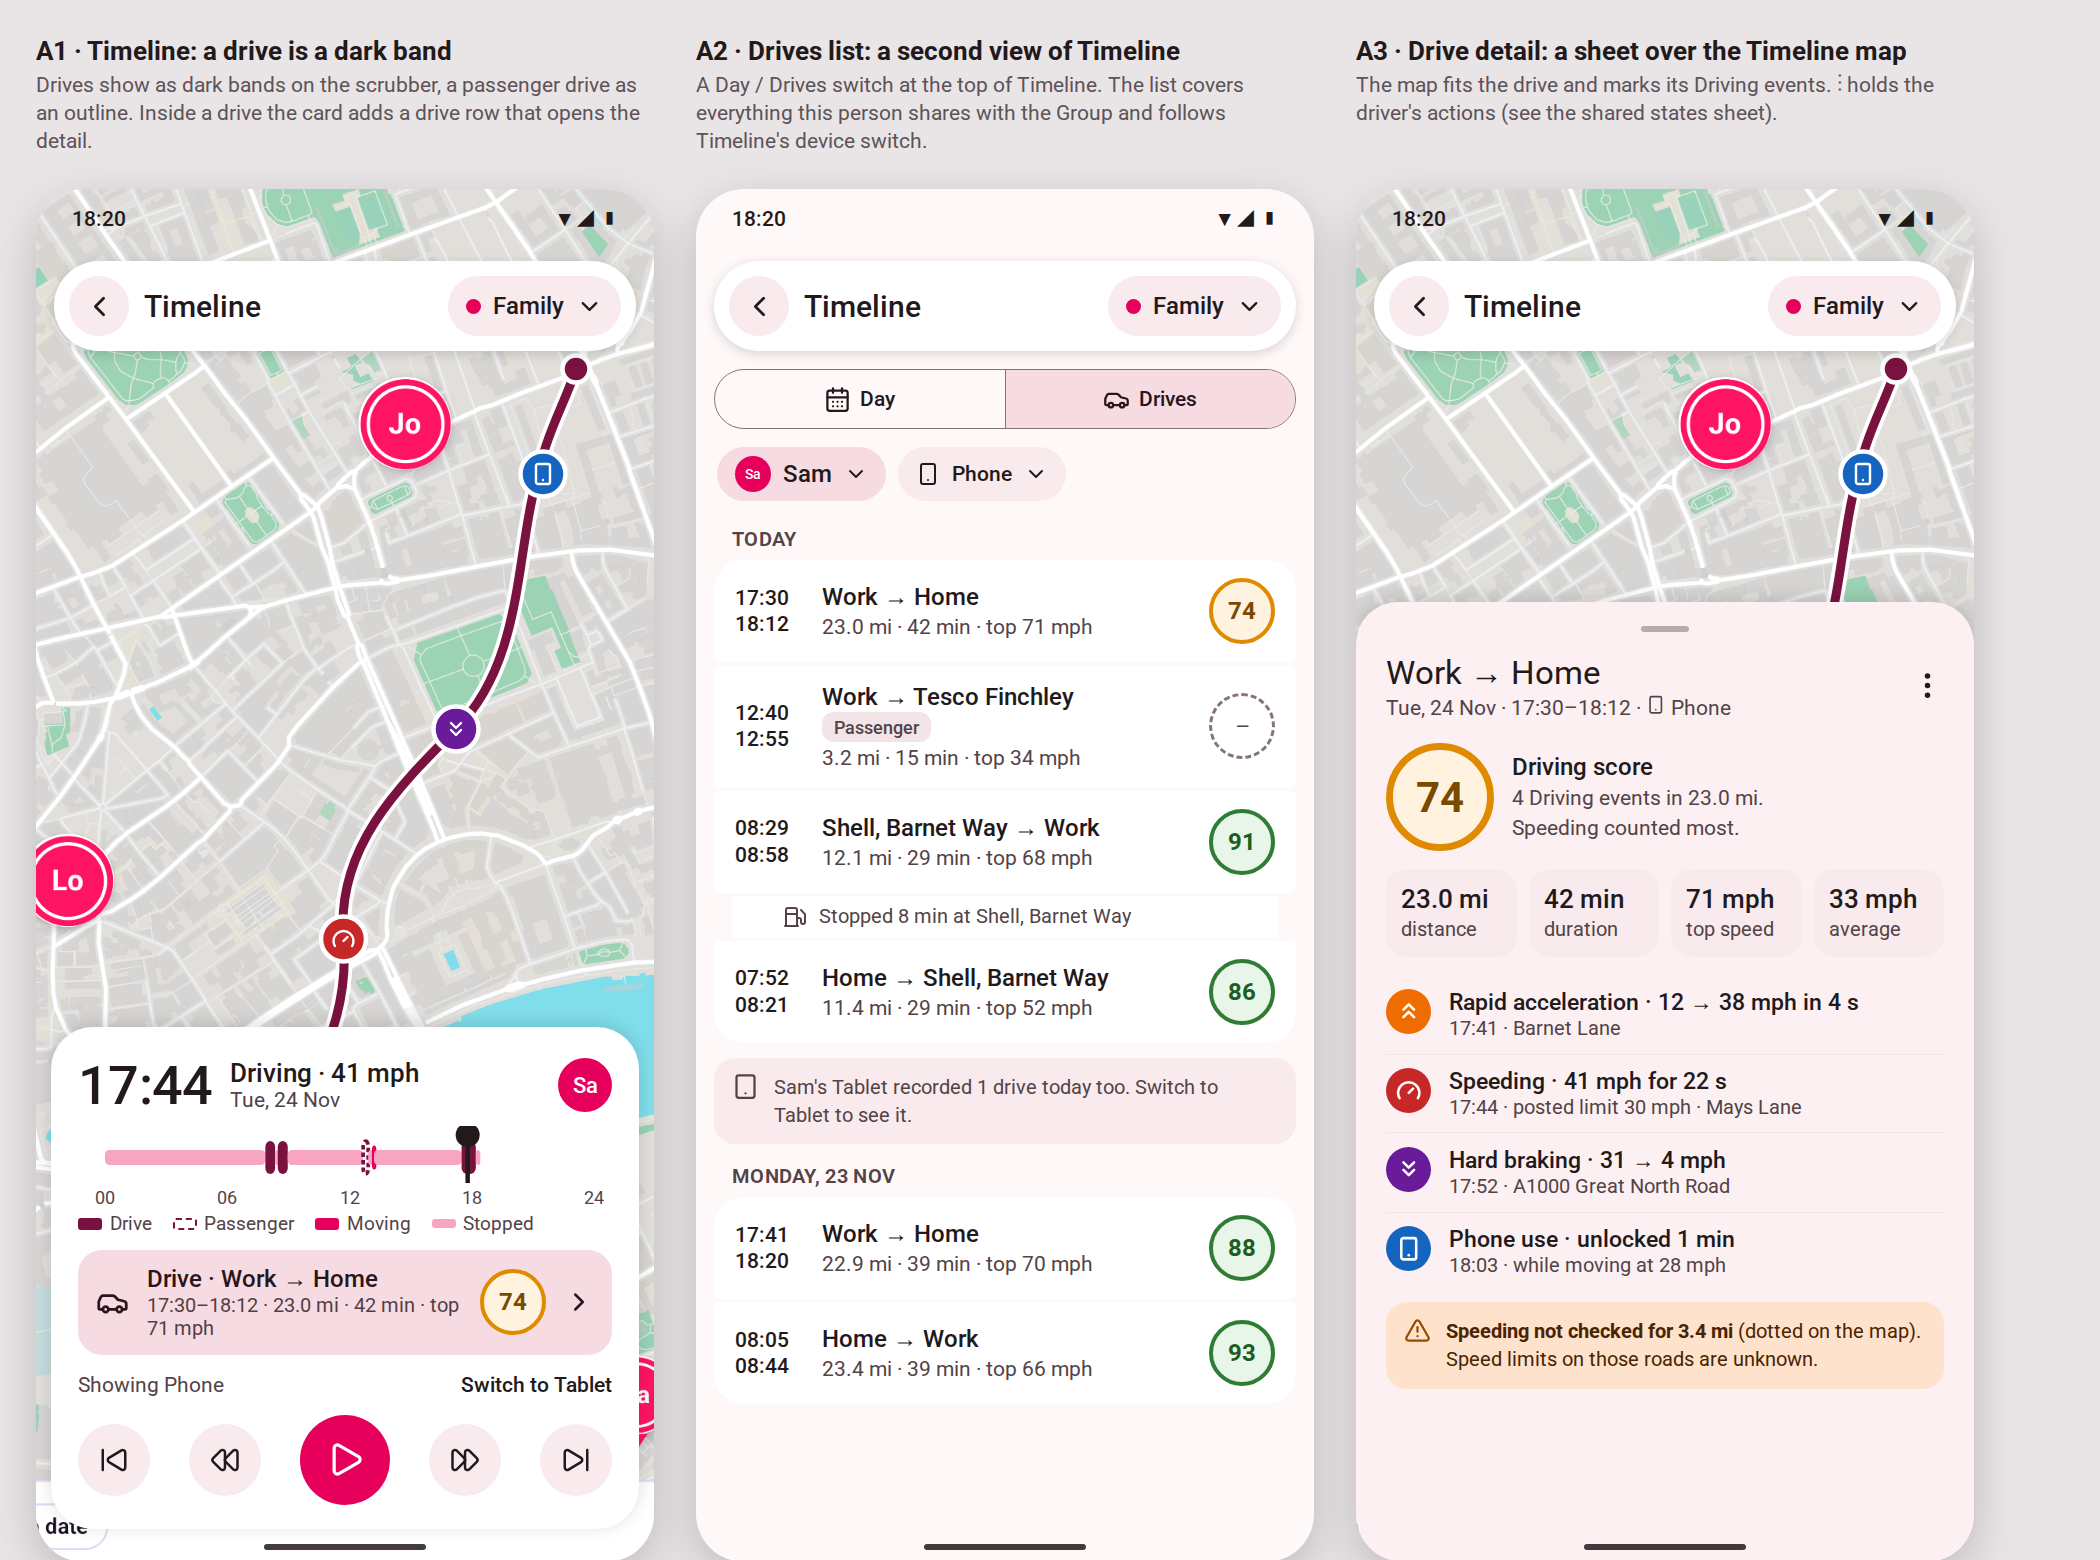 A1 · Timeline: a drive is a dark band
Drives show as dark bands on the scrubber, a passenger drive as
an outline. Inside a drive the card adds a drive row that opens the
detail.
18:20
Timeline
Family
Jo
Lo
17:44
Driving · 41 mph
Tue, 24 Nov
Sa
00 06 12 18 24
Drive Passenger Moving Stopped
Drive · Work → Home
17:30–18:12 · 23.0 mi · 42 min · top
71 mph
74
Showing Phone
Switch to Tablet
a
date
A2 · Drives list: a second view of Timeline
A Day / Drives switch at the top of Timeline. The list covers
everything this person shares with the Group and follows
Timeline's device switch.
18:20
Timeline
Family
Day
Drives
Sa Sam
Phone
TODAY
17:30
18:12
Work → Home
23.0 mi · 42 min · top 71 mph
74
12:40
12:55
Work → Tesco Finchley
Passenger
3.2 mi · 15 min · top 34 mph
–
08:29
08:58
Shell, Barnet Way → Work
12.1 mi · 29 min · top 68 mph
91
Stopped 8 min at Shell, Barnet Way
07:52
08:21
Home → Shell, Barnet Way
11.4 mi · 29 min · top 52 mph
86
Sam's Tablet recorded 1 drive today too. Switch to
Tablet to see it.
MONDAY, 23 NOV
17:41
18:20
Work → Home
22.9 mi · 39 min · top 70 mph
88
08:05
08:44
Home → Work
23.4 mi · 39 min · top 66 mph
93
A3 · Drive detail: a sheet over the Timeline map
The map fits the drive and marks its Driving events. ⋮ holds the
driver's actions (see the shared states sheet).
18:20
Timeline
Family
Jo
Work → Home
Tue, 24 Nov · 17:30–18:12 · Phone
74
Driving score
4 Driving events in 23.0 mi.
Speeding counted most.
23.0 mi
distance
42 min
duration
71 mph
top speed
33 mph
average
Rapid acceleration · 12 → 38 mph in 4 s
17:41 · Barnet Lane
Speeding · 41 mph for 22 s
17:44 · posted limit 30 mph · Mays Lane
Hard braking · 31 → 4 mph
17:52 · A1000 Great North Road
Phone use · unlocked 1 min
18:03 · while moving at 28 mph
Speeding not checked for 3.4 mi (dotted on the map).
Speed limits on those roads are unknown.